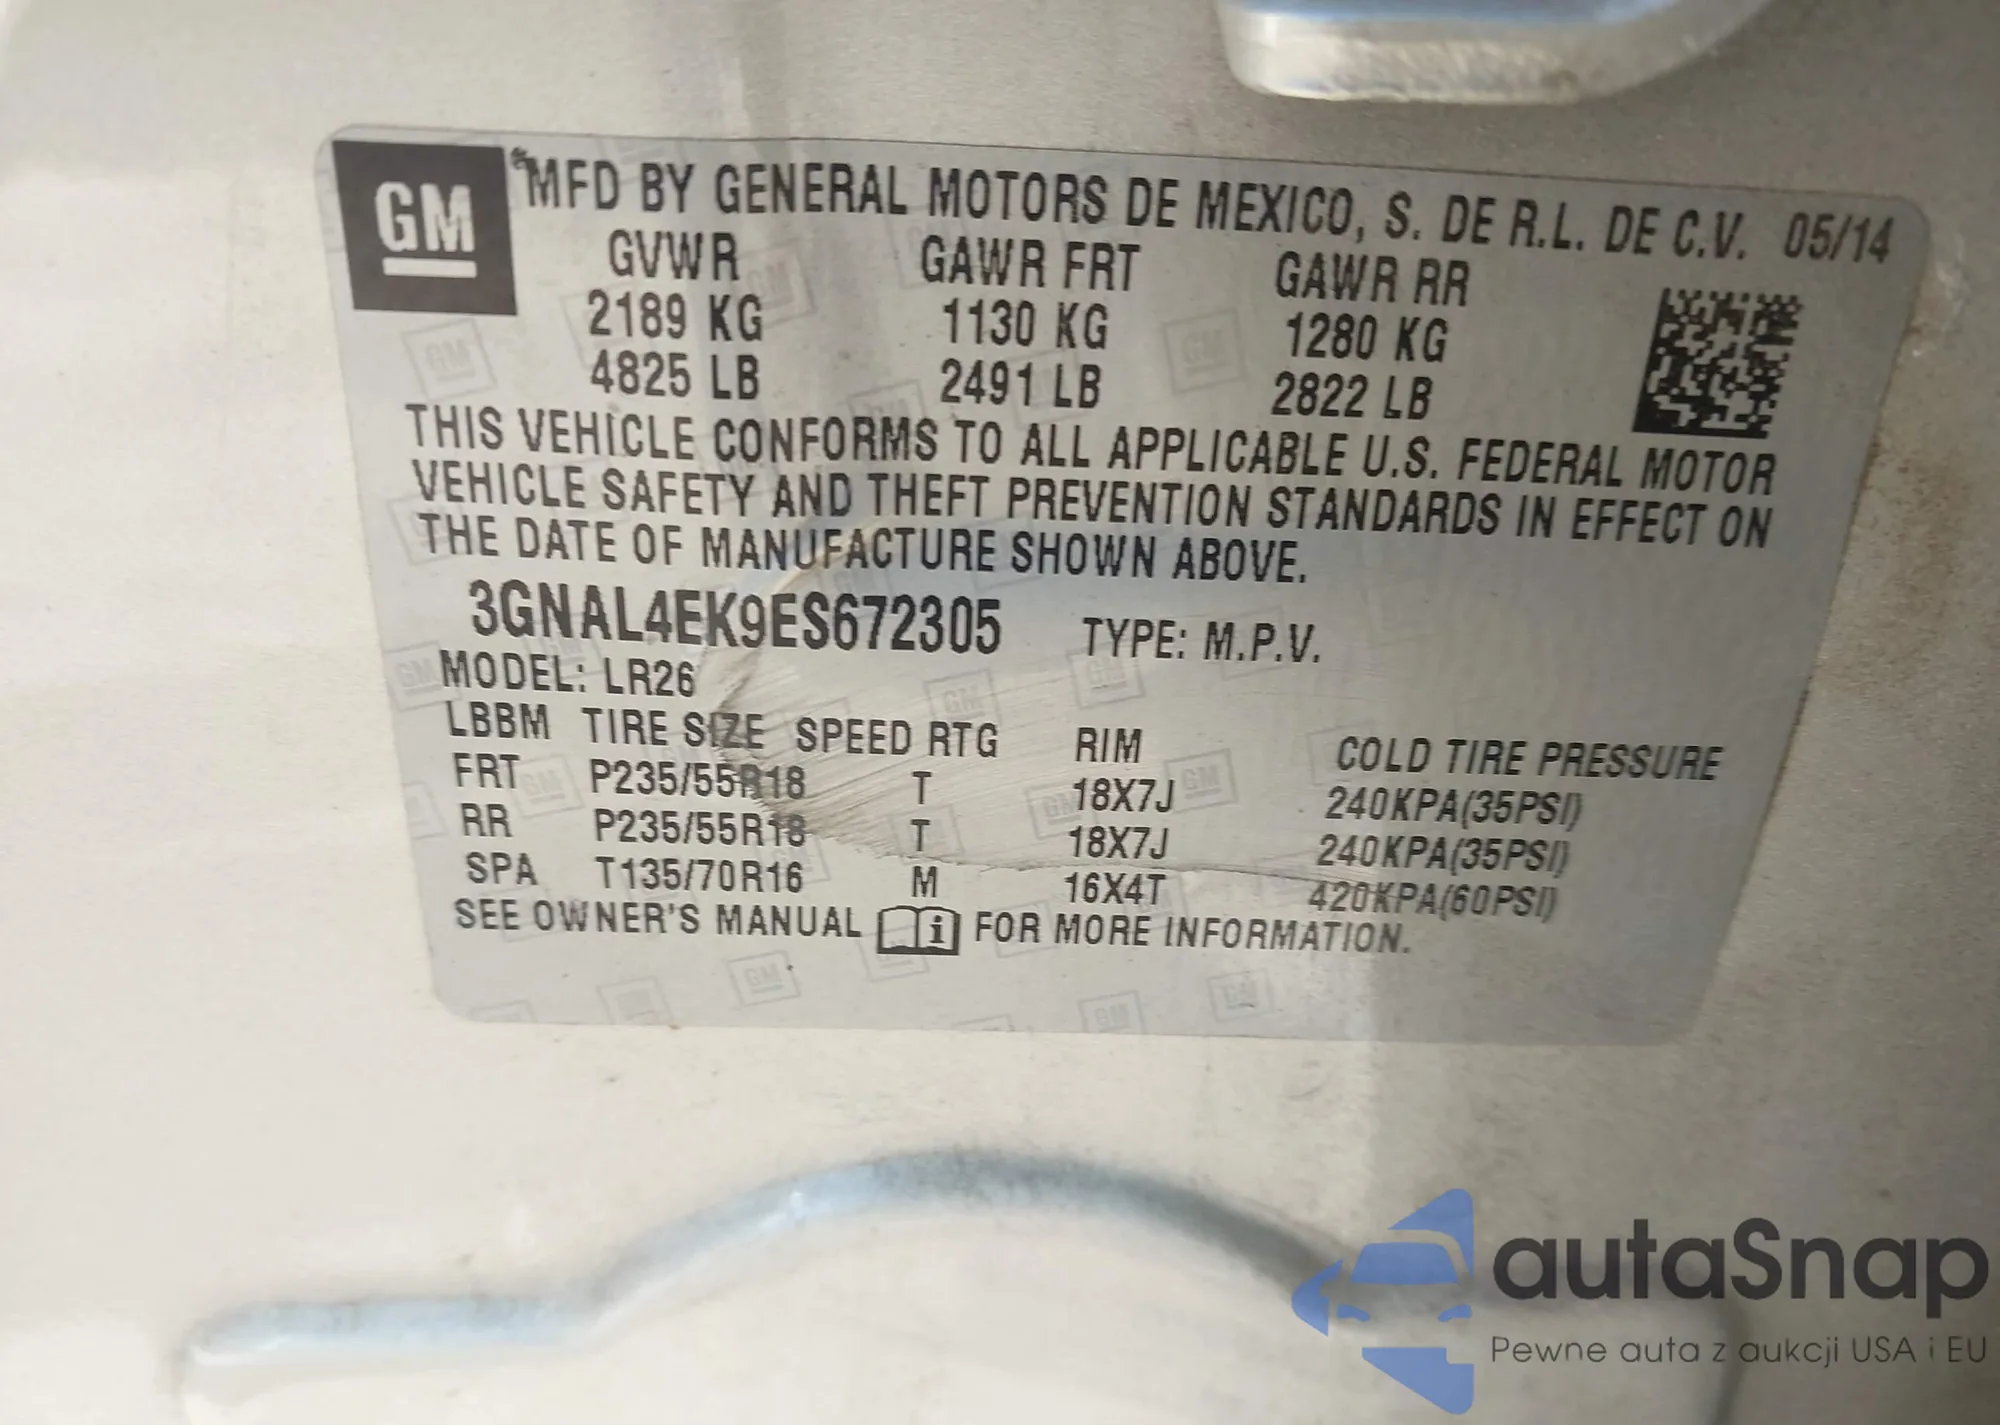 GM
MFD BY GENERAL MOTORS DE MEXICO, S. DE R.L. DE C.V. 05/14
GVWR GAWR FRT GAWR RR
2189 KG 1130 KG 1280 KG
4825 LB 2491 LB 2822 LB
THIS VEHICLE CONFORMS TO ALL APPLICABLE U.S. FEDERAL MOTOR
VEHICLE SAFETY AND THEFT PREVENTION STANDARDS IN EFFECT ON
THE DATE OF MANUFACTURE SHOWN ABOVE.
3GNAL4EK9ES672305 TYPE: M.P.V.
MODEL: LR26
LBBM TIRE SIZE SPEED RTG RIM COLD TIRE PRESSURE
FRT P235/55R18 T 18X7J 240KPA(35PSI)
RR P235/55R18 T 18X7J 240KPA(35PSI)
SPA T135/70R16 M 16X4T 420KPA(60PSI)
SEE OWNER'S MANUAL i FOR MORE INFORMATION.
autaSnap
Pewne auta z aukcji USA i EU